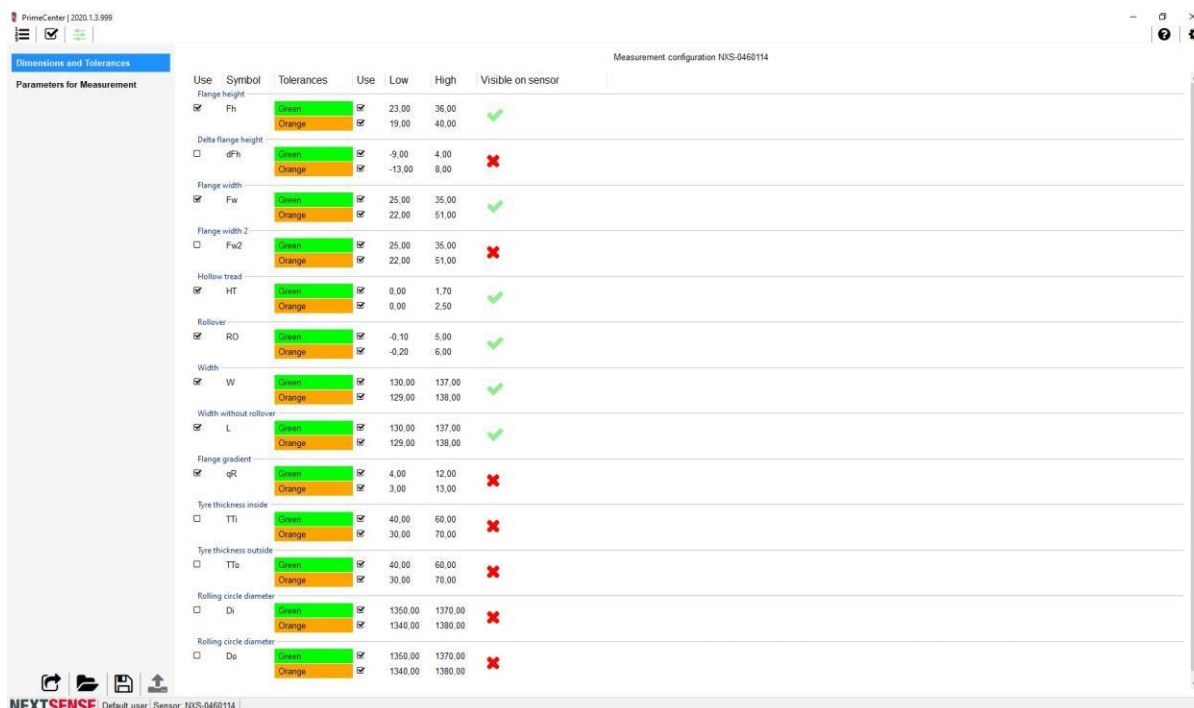 PrimeCenter | 2020.1.3.999
Measurement configuration NXS-0460114
Dimensions and Tolerances
Parameters for Measurement
Use Symbol Tolerances Use Low High Visible on sensor
Flange height
Fh Green 23,00 36,00
Orange 19,00 40,00
Delta flange height
dFh Green -9,00 4,00
Orange -13,00 8,00
Flange width
Fw Green 25,00 35,00
Orange 22,00 51,00
Flange width 2
Fw2 Green 25,00 35,00
Orange 22,00 51,00
Hollow tread
HT Green 0,00 1,70
Orange 0,00 2,50
Rollover
RO Green -0,10 5,00
Orange -0,20 6,00
Width
W Green 130,00 137,00
Orange 129,00 138,00
Width without rollover
L Green 130,00 137,00
Orange 129,00 138,00
Flange gradient
qR Green 4,00 12,00
Orange 3,00 13,00
Tyre thickness inside
TTi Green 40,00 60,00
Orange 30,00 70,00
Tyre thickness outside
TTo Green 40,00 60,00
Orange 30,00 70,00
Rolling circle diameter
Di Green 1350,00 1370,00
Orange 1340,00 1380,00
Rolling circle diameter
Do Green 1350,00 1370,00
Orange 1340,00 1380,00
NEXTSENSE Default user Sensor: NXS-0460114